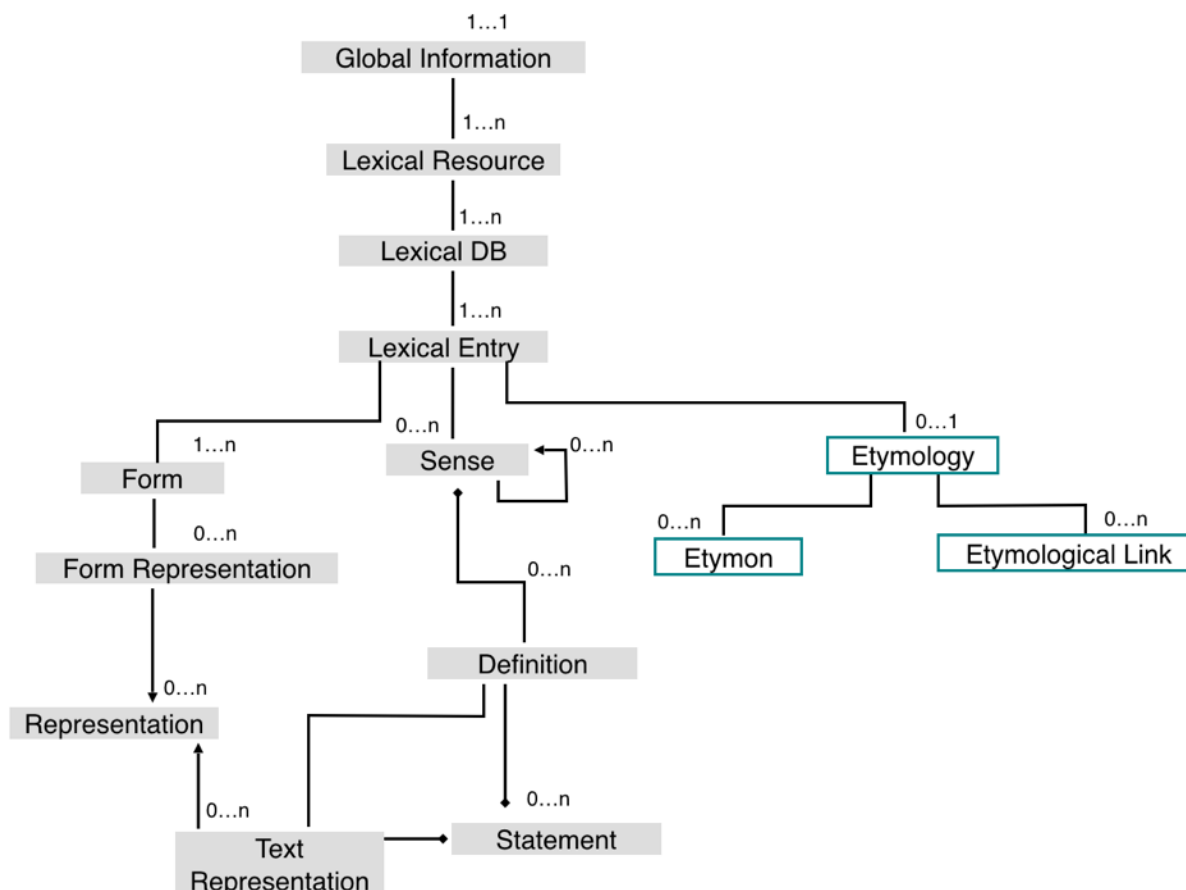 1...1
Global Information
1...n
Lexical Resource
1...n
Lexical DB
1...n
Lexical Entry
0...n
0...1
1...n
0...n
Sense
Etymology
Form
0...n
0...n
0...n
Etymon
Etymological Link
Form Representation
0...n
Definition
0...n
Representation
0...n
0...n
Statement
Text
Representation